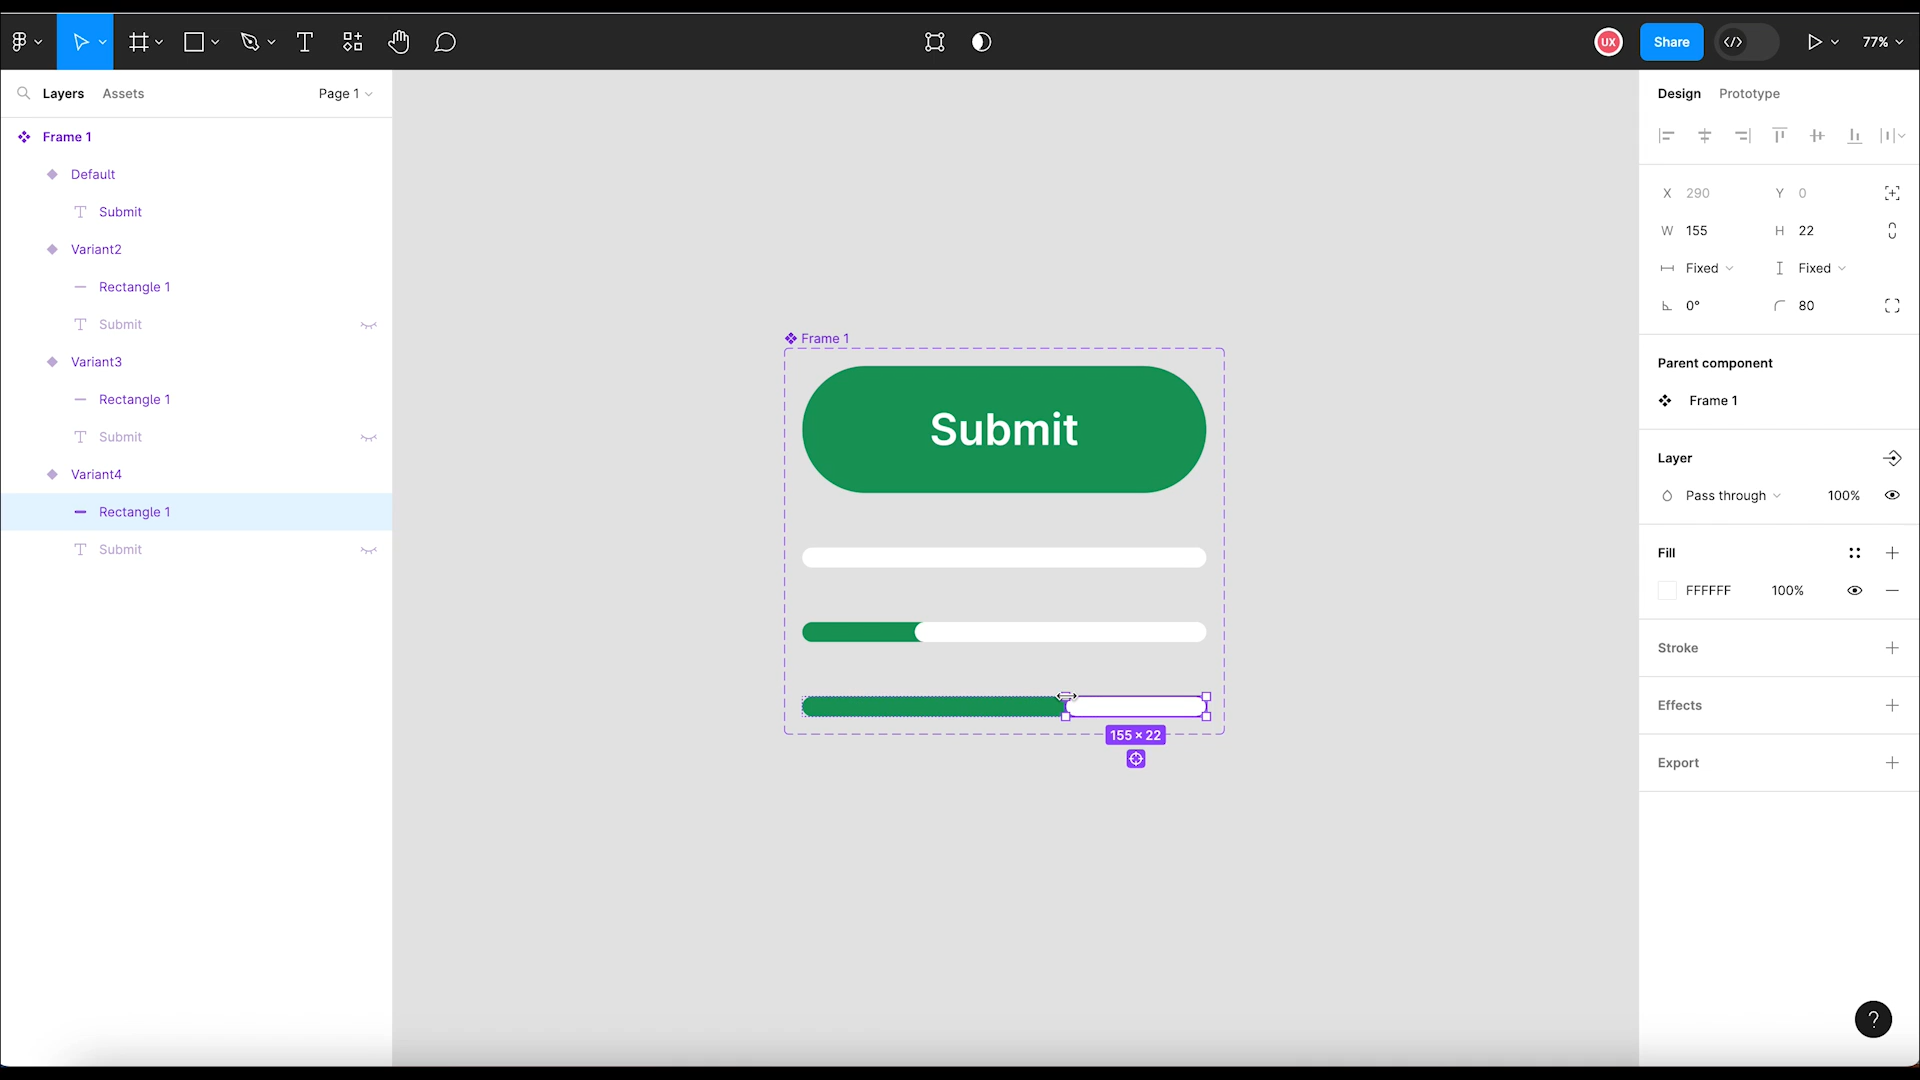 UX
Share
77%
Layers
Assets
Page 1
Design
Prototype
Frame 1
Default
Submit
Variant2
Rectangle 1
Submit
Variant3
Rectangle 1
Submit
Variant4
Rectangle 1
Submit
Frame 1
Submit
155 × 22
X 290
Y 0
W 155
H 22
Fixed
Fixed
0°
80
Parent component
Frame 1
Layer
Pass through
100%
Fill
FFFFFF
100%
Stroke
Effects
Export
?